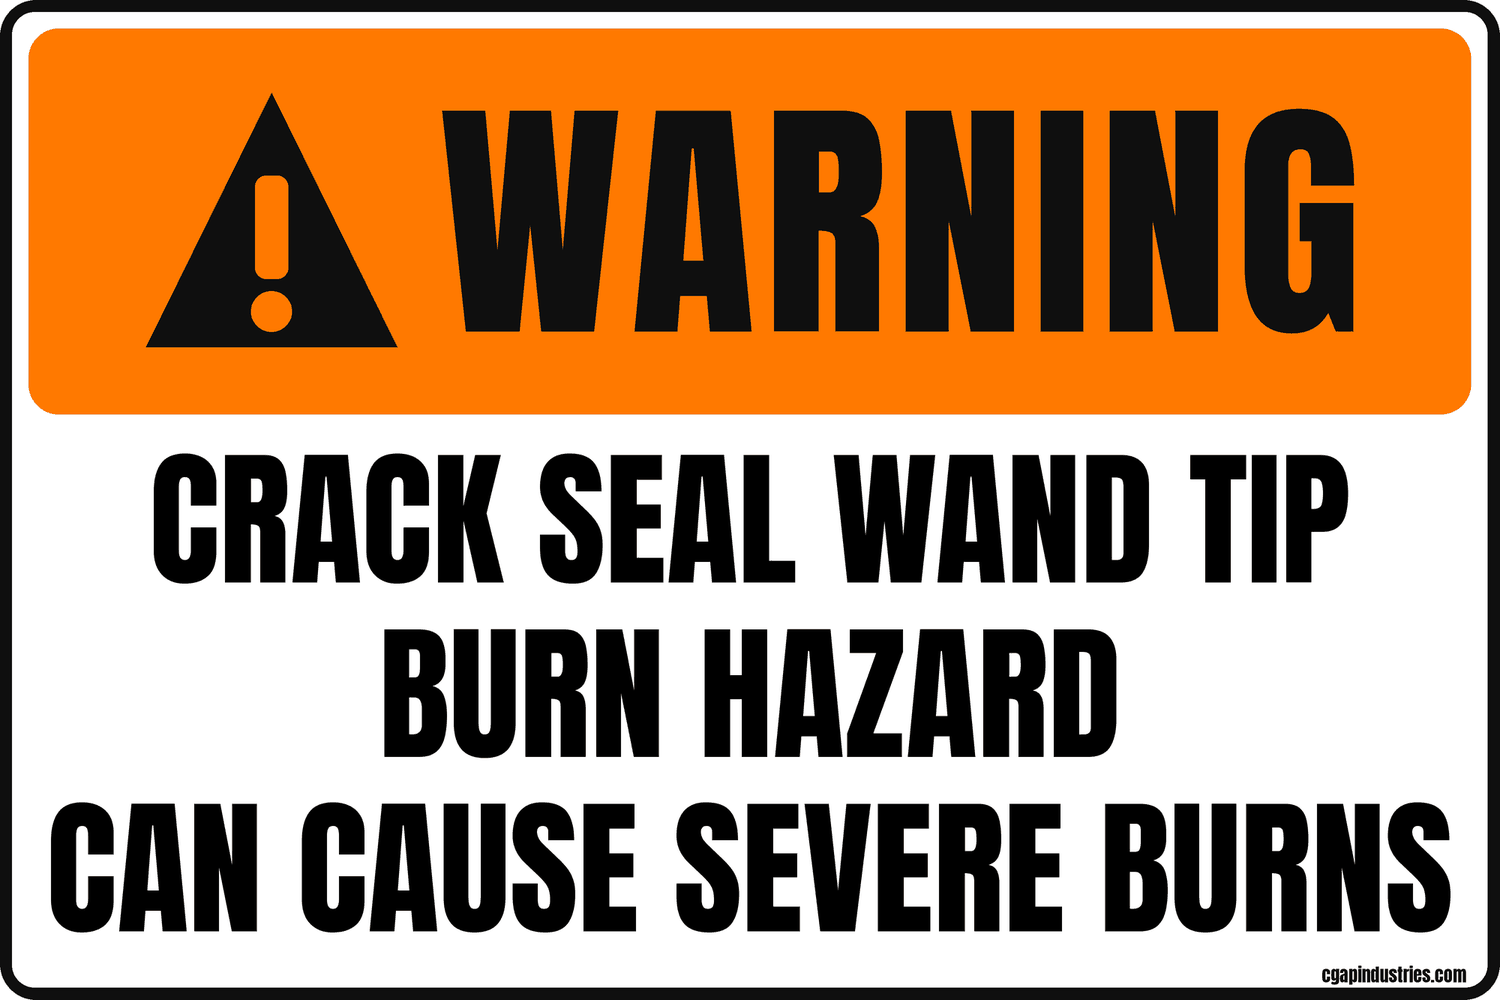 WARNING
CRACK SEAL WAND TIP
BURN HAZARD
CAN CAUSE SEVERE BURNS
cgapindustries.com